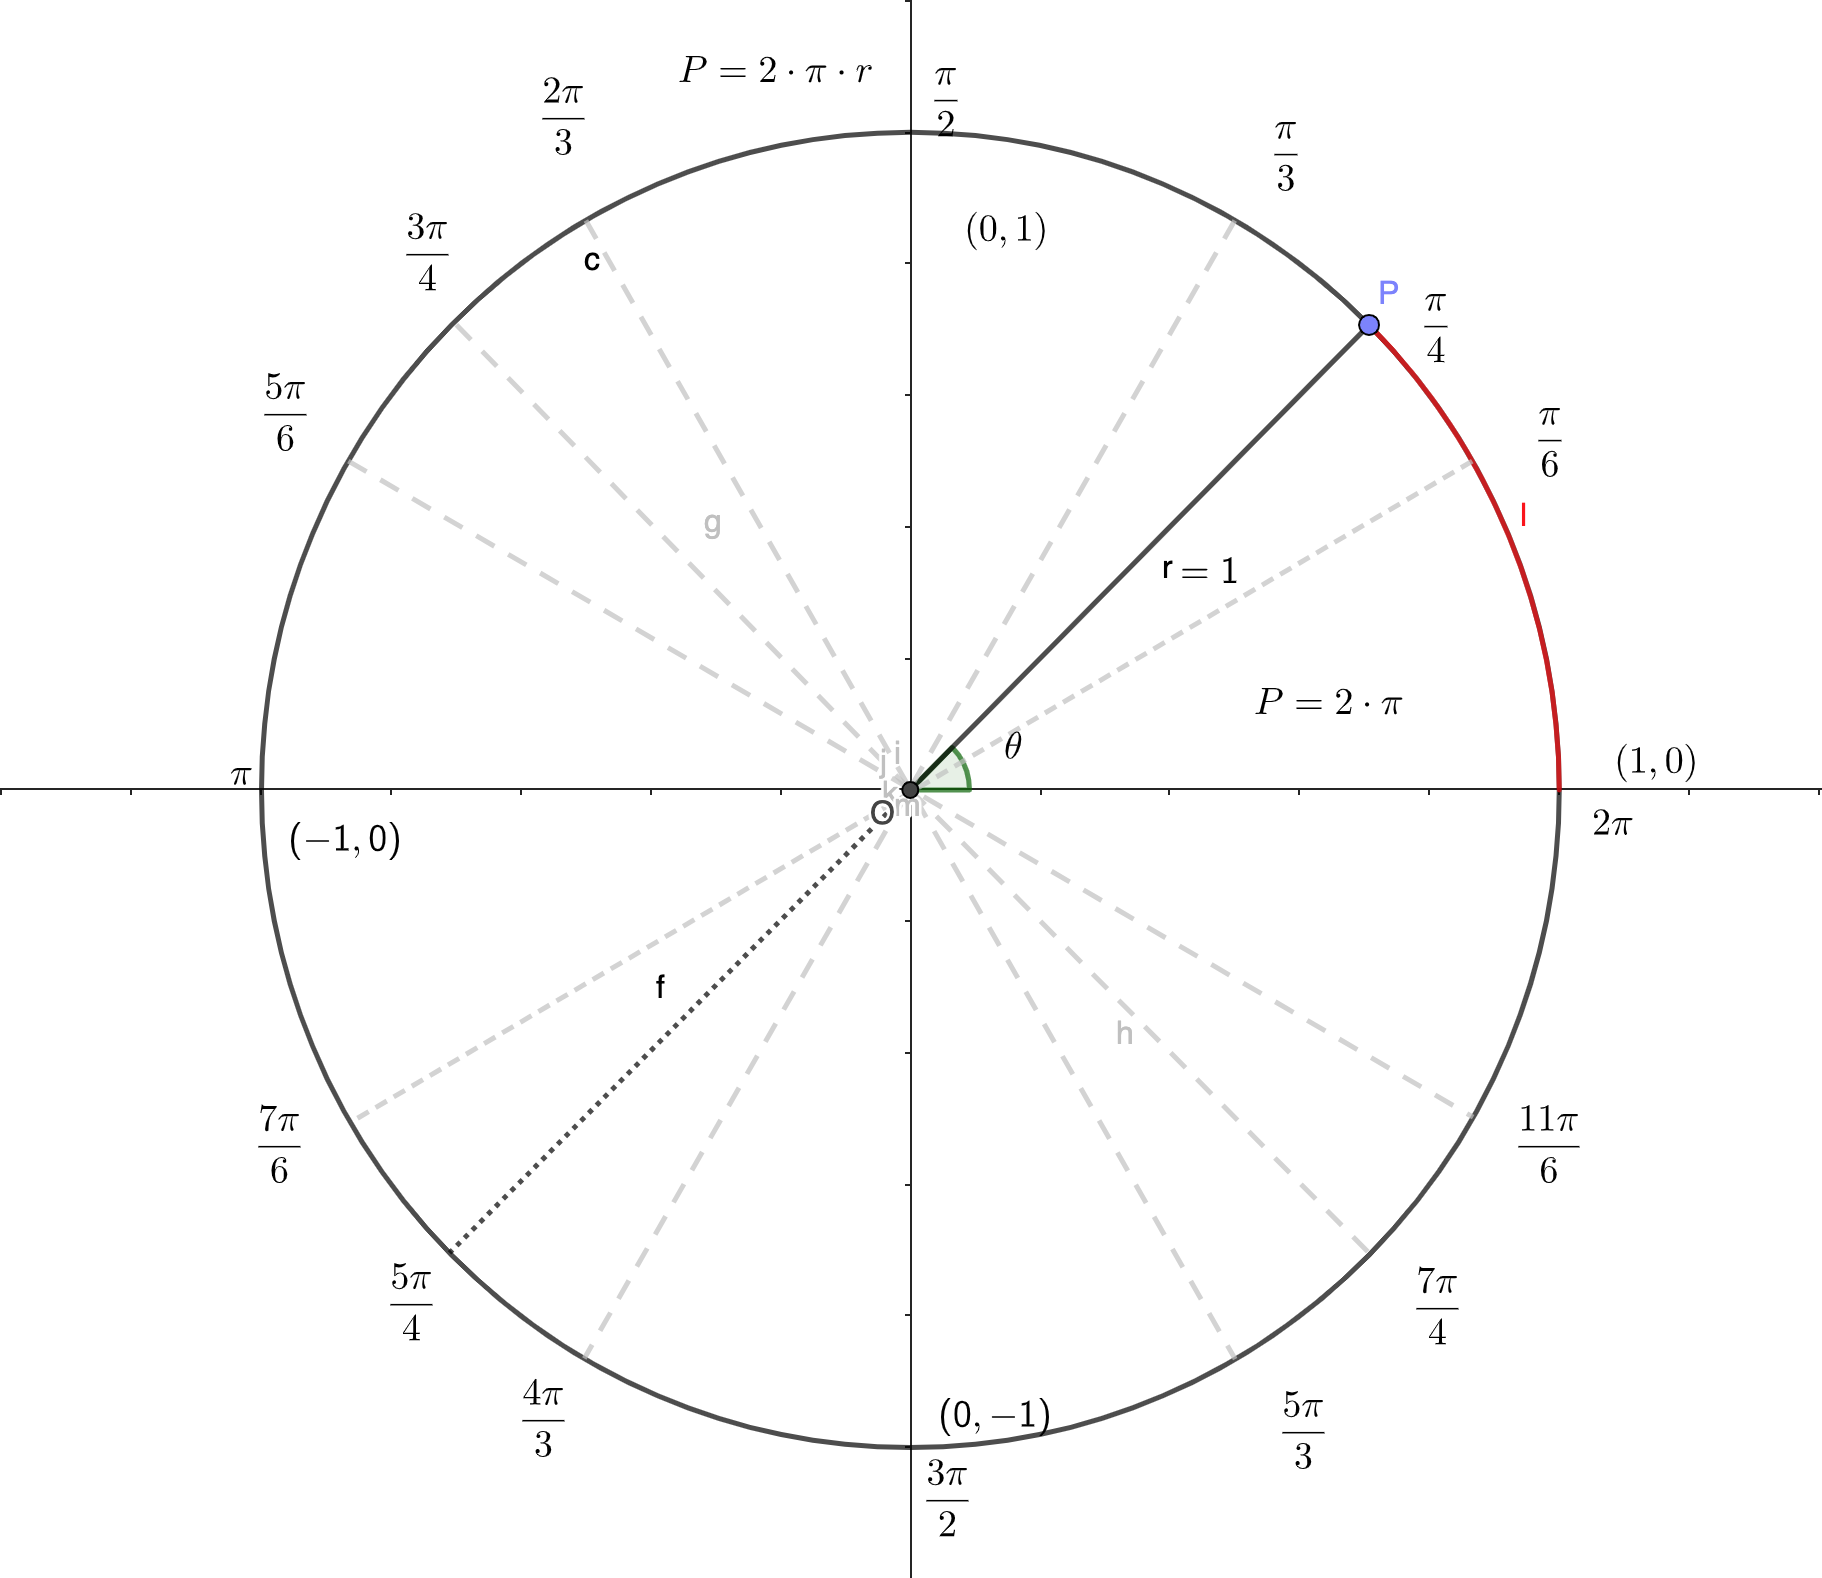 P = 2 · π · r
π/2
2π/3
π/3
3π/4
(0, 1)
c
P
π/4
5π/6
π/6
g
l
r = 1
P = 2 · π
θ
j i
(1, 0)
π
k
O m
2π
(−1, 0)
f
h
7π/6
11π/6
5π/4
7π/4
4π/3
(0, −1)
5π/3
3π/2